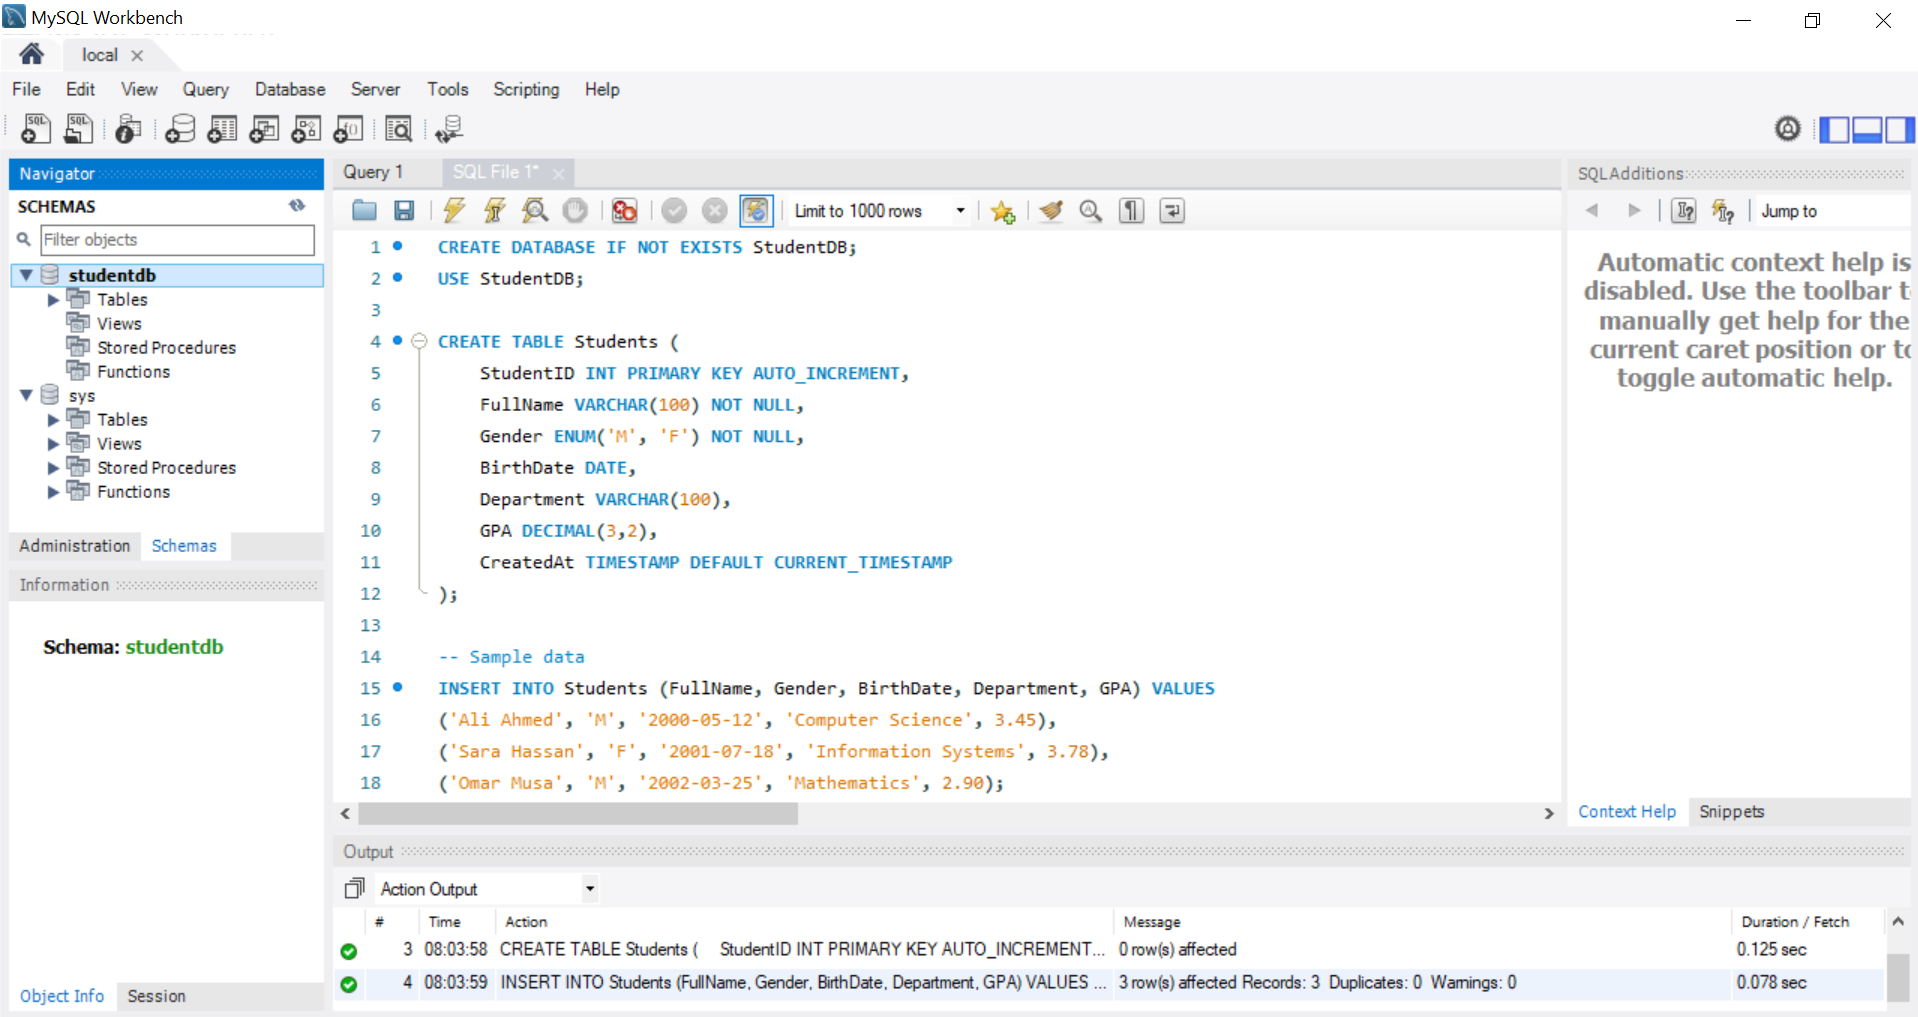 MySQL Workbench
local
File Edit View Query Database Server Tools Scripting Help
Navigator
SCHEMAS
Filter objects
studentdb
Tables
Views
Stored Procedures
Functions
sys
Tables
Views
Stored Procedures
Functions
Administration Schemas
Information
Schema: studentdb
Object Info Session
Query 1 SQL File 1*
Limit to 1000 rows
1 CREATE DATABASE IF NOT EXISTS StudentDB;
2 USE StudentDB;
3
4 CREATE TABLE Students (
5 StudentID INT PRIMARY KEY AUTO_INCREMENT,
6 FullName VARCHAR(100) NOT NULL,
7 Gender ENUM('M', 'F') NOT NULL,
8 BirthDate DATE,
9 Department VARCHAR(100),
10 GPA DECIMAL(3,2),
11 CreatedAt TIMESTAMP DEFAULT CURRENT_TIMESTAMP
12 );
13
14 -- Sample data
15 INSERT INTO Students (FullName, Gender, BirthDate, Department, GPA) VALUES
16 ('Ali Ahmed', 'M', '2000-05-12', 'Computer Science', 3.45),
17 ('Sara Hassan', 'F', '2001-07-18', 'Information Systems', 3.78),
18 ('Omar Musa', 'M', '2002-03-25', 'Mathematics', 2.90);
SQLAdditions
Jump to
Automatic context help is
disabled. Use the toolbar t
manually get help for the
current caret position or to
toggle automatic help.
Context Help Snippets
Output
Action Output
# Time Action Message Duration / Fetch
3 08:03:58 CREATE TABLE Students ( StudentID INT PRIMARY KEY AUTO_INCREMENT... 0 row(s) affected 0.125 sec
4 08:03:59 INSERT INTO Students (FullName, Gender, BirthDate, Department, GPA) VALUES ... 3 row(s) affected Records: 3 Duplicates: 0 Warnings: 0 0.078 sec